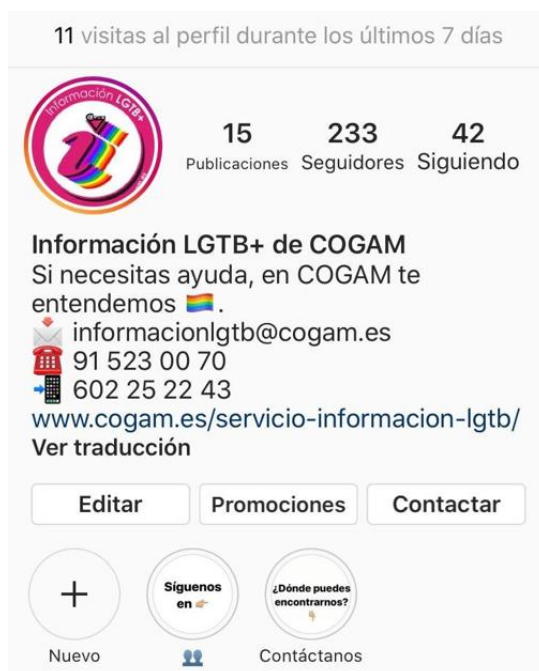 11 visitas al perfil durante los últimos 7 días
Información LGTB+
15 233 42
Publicaciones Seguidores Siguiendo
Información LGTB+ de COGAM
Si necesitas ayuda, en COGAM te
entendemos 🏳️‍🌈.
📩 informacionlgtb@cogam.es
☎️ 91 523 00 70
📲 602 25 22 43
www.cogam.es/servicio-informacion-lgtb/
Ver traducción
Editar Promociones Contactar
Síguenos
en 👉🏼
¿Dónde puedes
encontrarnos?
👇🏼
Nuevo 👥 Contáctanos